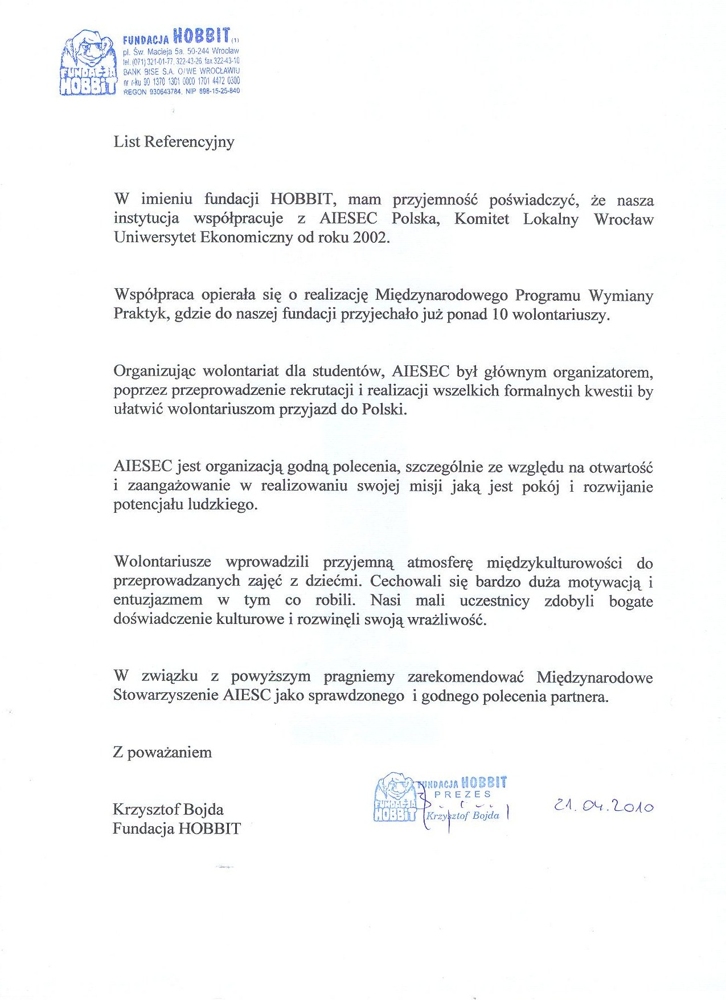 FUNDACJA HOBBIT (1)
pl. Św. Macieja 5a, 50-244 Wrocław
tel. (071) 321-01-77, 322-43-26, fax 322-43-10
BANK BISE S.A. O/WE WROCŁAWIU
nr r-ku 90 1370 1301 0000 1701 4472 0300
REGON 930643784, NIP 898-15-25-840
FUNDACJA
HOBBIT
List Referencyjny
W imieniu fundacji HOBBIT, mam przyjemność poświadczyć, że nasza
instytucja współpracuje z AIESEC Polska, Komitet Lokalny Wrocław
Uniwersytet Ekonomiczny od roku 2002.
Współpraca opierała się o realizację Międzynarodowego Programu Wymiany
Praktyk, gdzie do naszej fundacji przyjechało już ponad 10 wolontariuszy.
Organizując wolontariat dla studentów, AIESEC był głównym organizatorem,
poprzez przeprowadzenie rekrutacji i realizacji wszelkich formalnych kwestii by
ułatwić wolontariuszom przyjazd do Polski.
AIESEC jest organizacją godną polecenia, szczególnie ze względu na otwartość
i zaangażowanie w realizowaniu swojej misji jaką jest pokój i rozwijanie
potencjału ludzkiego.
Wolontariusze wprowadzili przyjemną atmosferę międzykulturowości do
przeprowadzanych zajęć z dziećmi. Cechowali się bardzo duża motywacją i
entuzjazmem w tym co robili. Nasi mali uczestnicy zdobyli bogate
doświadczenie kulturowe i rozwinęli swoją wrażliwość.
W związku z powyższym pragniemy zarekomendować Międzynarodowe
Stowarzyszenie AIESC jako sprawdzonego i godnego polecenia partnera.
Z poważaniem
Krzysztof Bojda
Fundacja HOBBIT
FUNDACJA HOBBIT
PREZES
Krzysztof Bojda
FUNDACJA
HOBBIT
21.04.2010